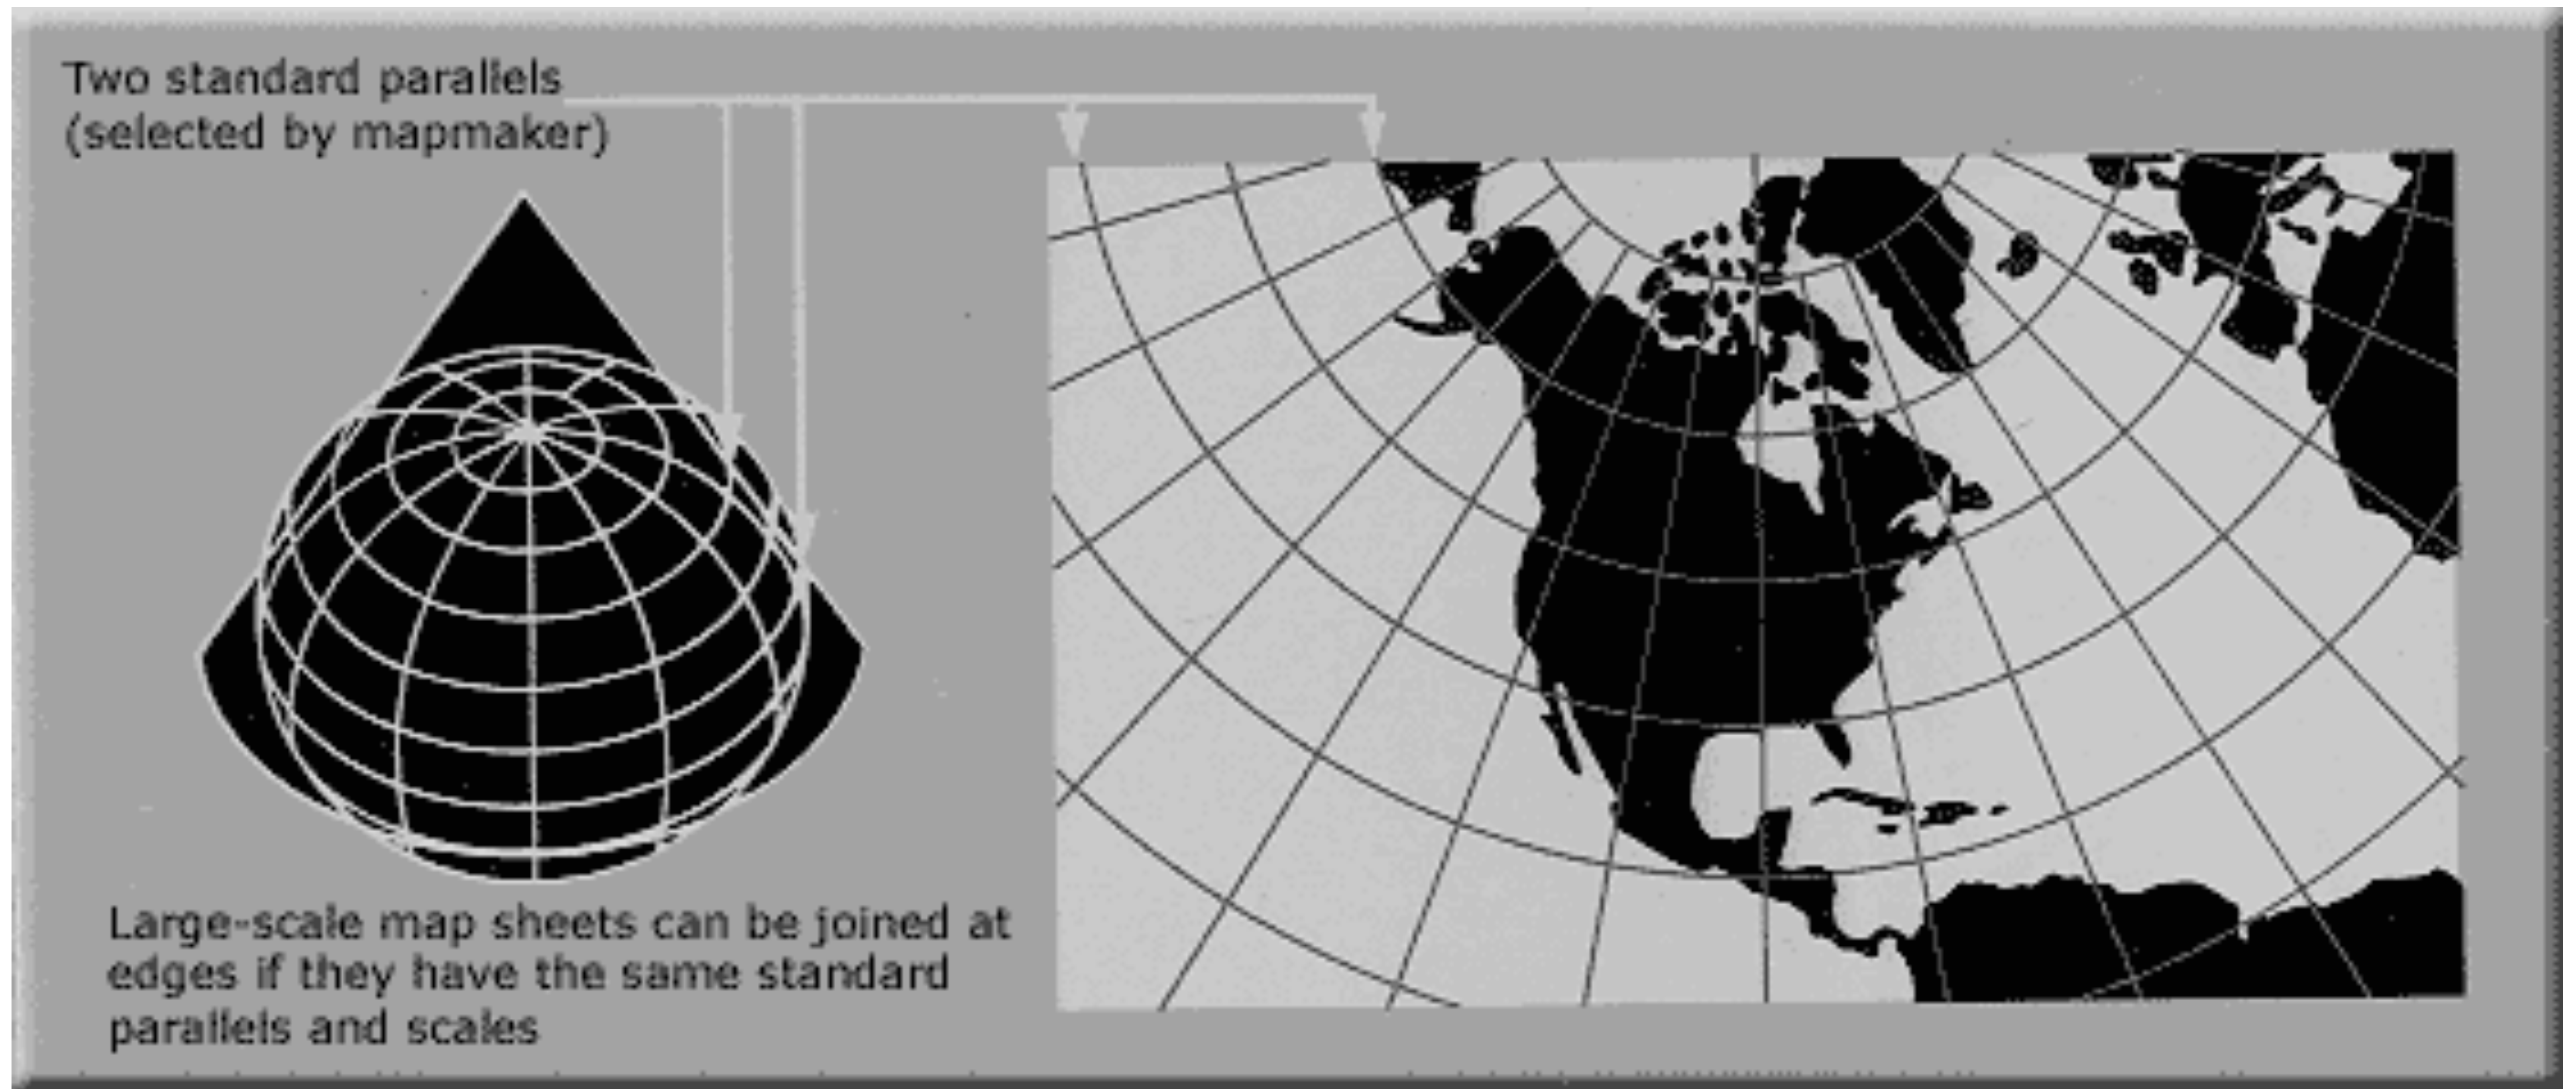 Two standard parallels
(selected by mapmaker)
Large-scale map sheets can be joined at
edges if they have the same standard
parallels and scales